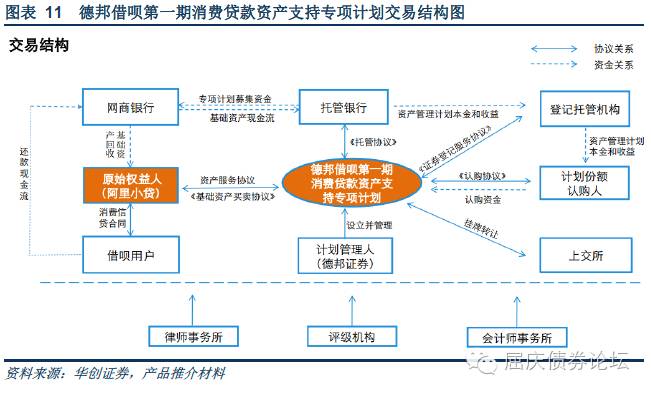 图表 11 德邦借呗第一期消费贷款资产支持专项计划交易结构图
交易结构
协议关系
资金关系
网商银行
专项计划募集资金
基础资产现金流
托管银行
资产管理计划本金和收益
登记托管机构
还款现金流
基础资
产回收
《托管协议》
《证券登记服务协议》
资产管理计划
本金和收益
原始权益人
(阿里小贷)
资产服务协议
《基础资产买卖协议》
德邦借呗第一期
消费贷款资产支
持专项计划
《认购协议》
认购资金
计划份额
认购人
消费信
贷合同
设立并管理
挂牌转让
借呗用户
计划管理人
(德邦证券)
上交所
律师事务所
评级机构
会计师事务所
资料来源：华创证券，产品推介材料
屈庆债券论坛